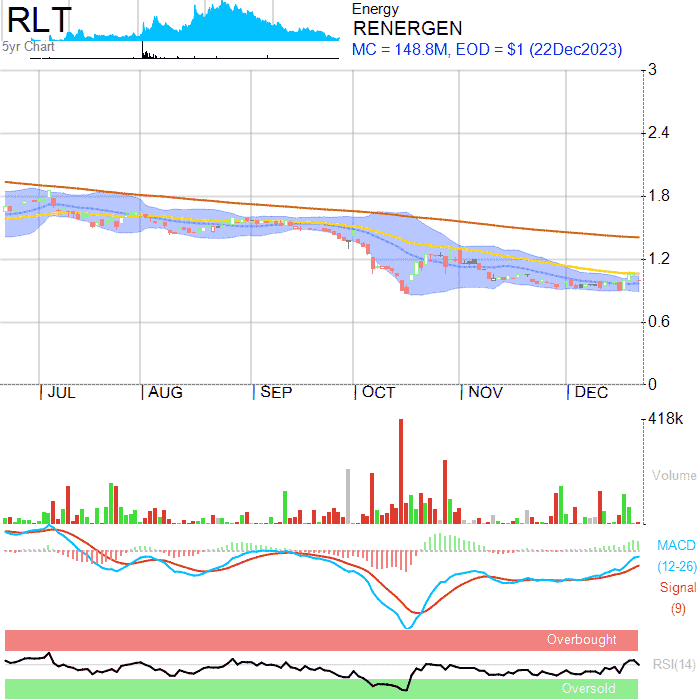 RLT
5yr Chart
Energy
RENERGEN
MC = 148.8M, EOD = $1 (22Dec2023)
3
2.4
1.8
1.2
0.6
0
JUL AUG SEP OCT NOV DEC
418k
Volume
MACD
(12-26)
Signal
(9)
Overbought
RSI(14)
Oversold